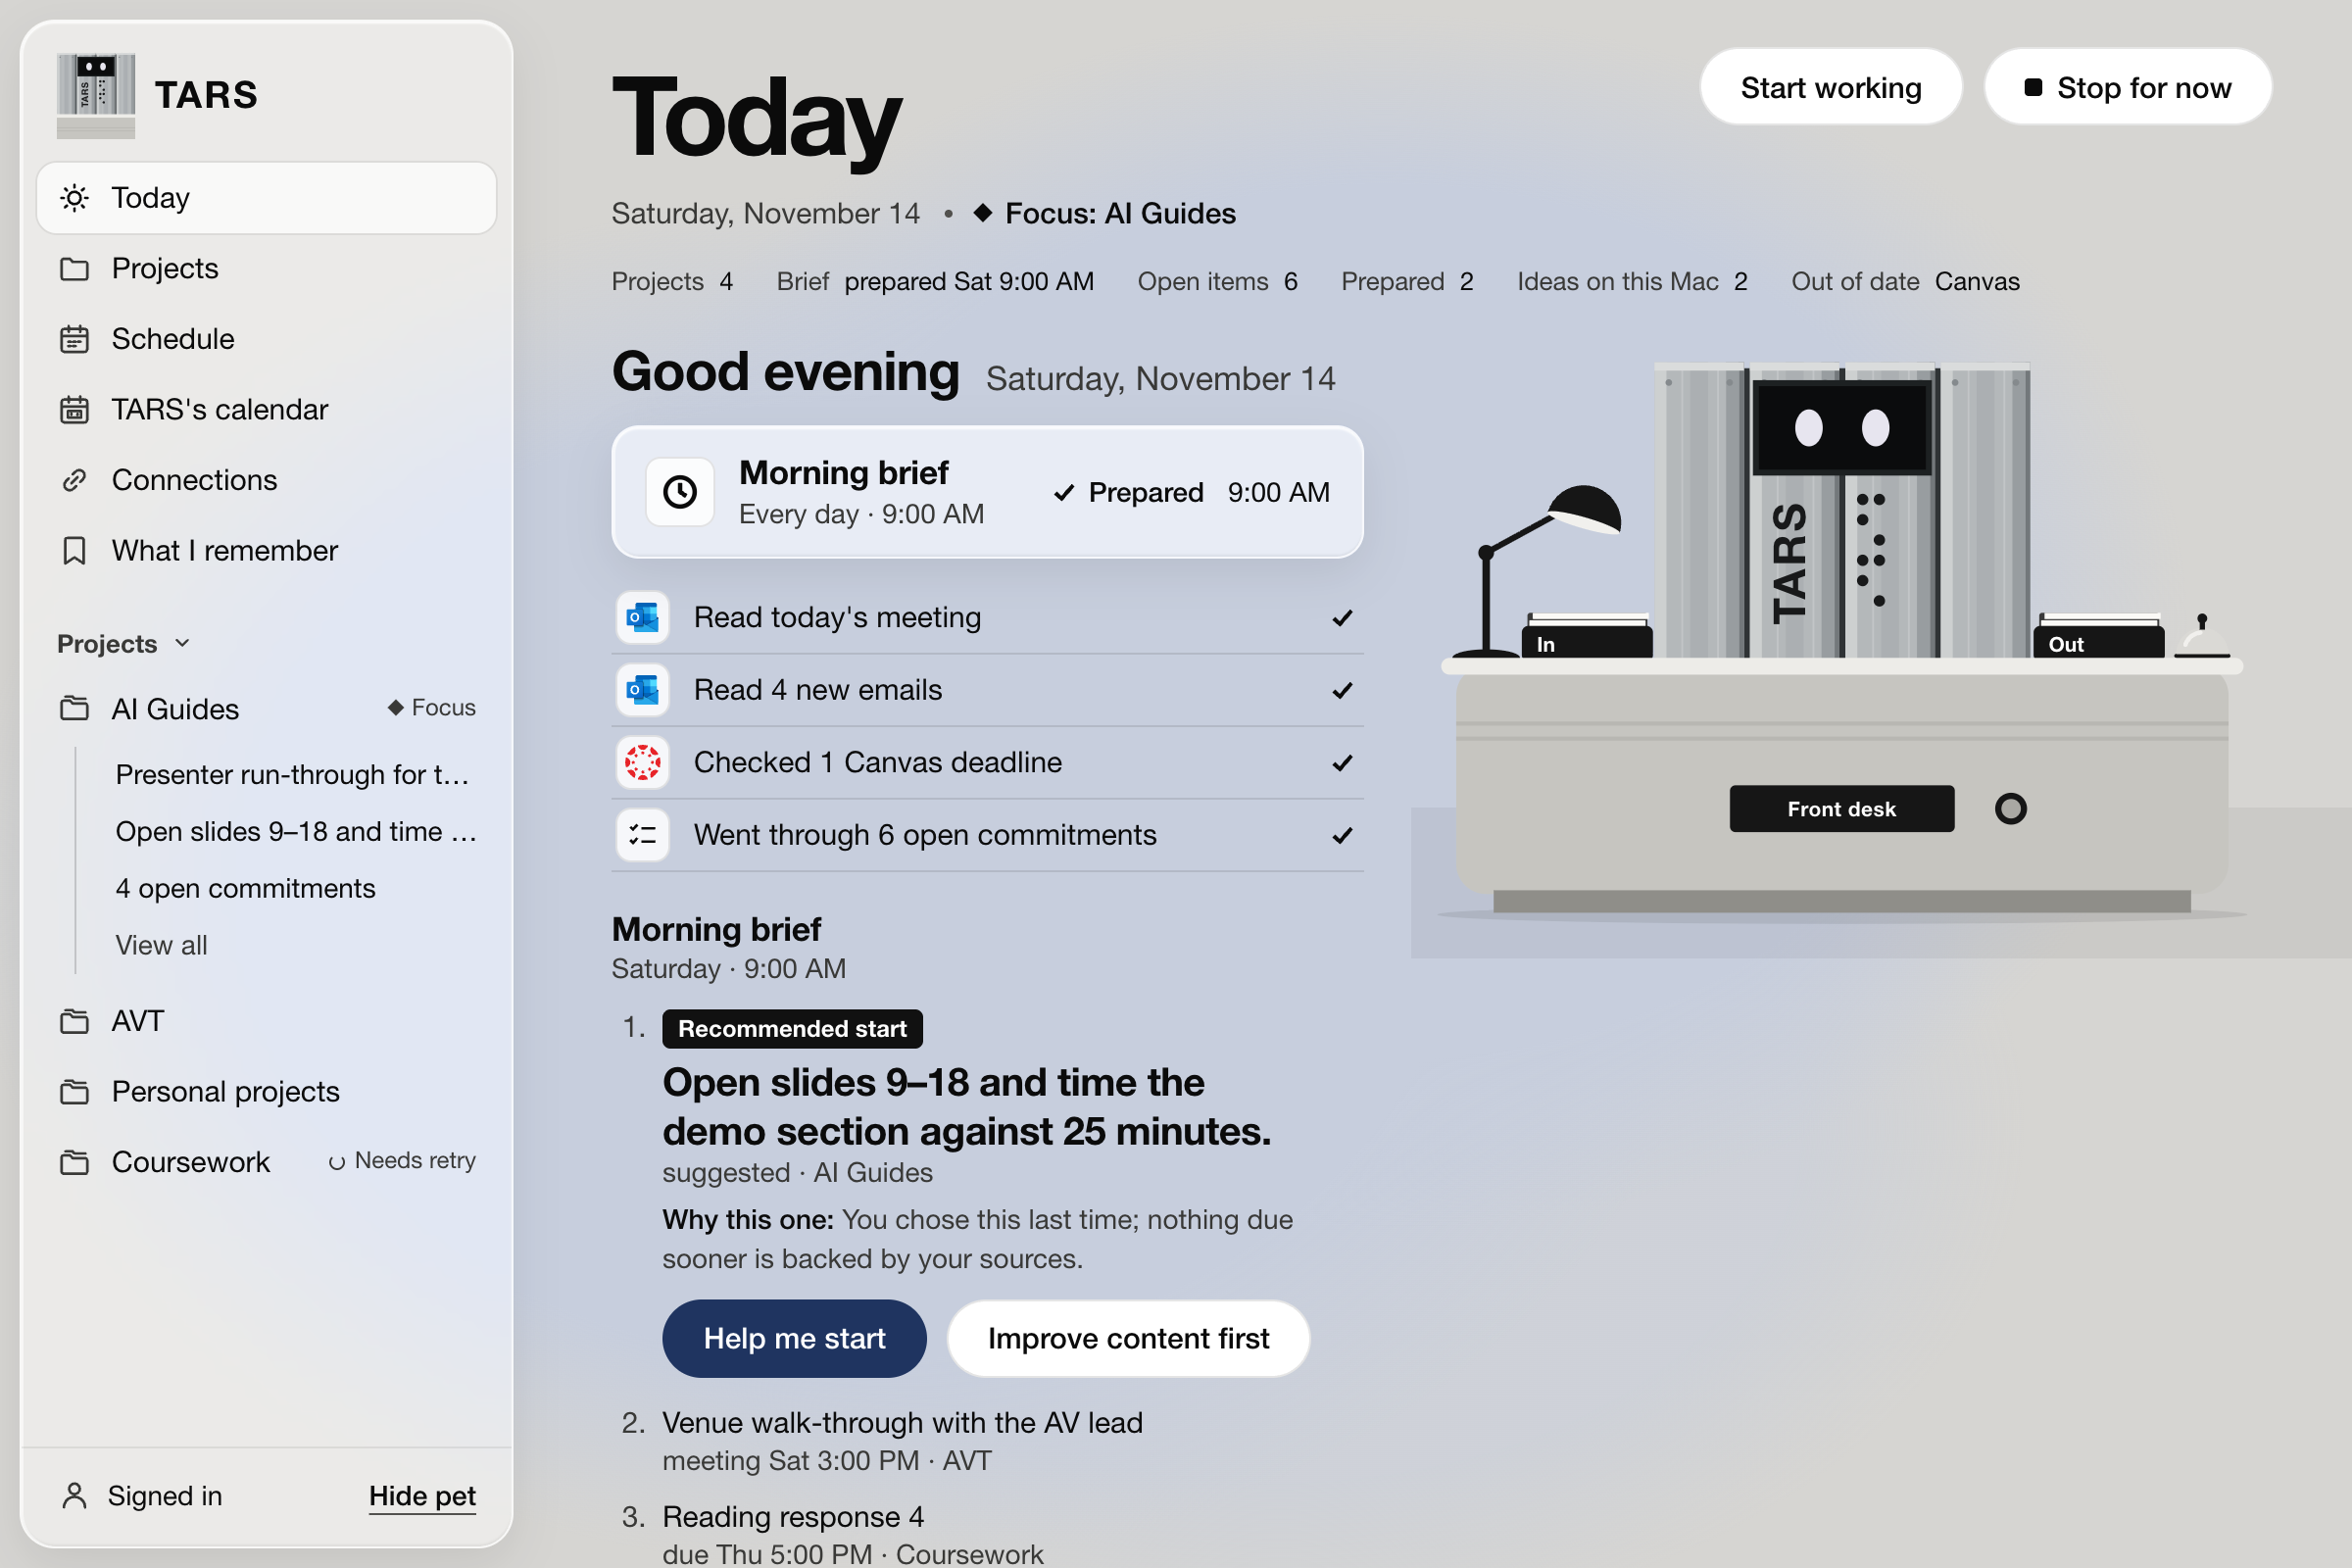 TARS
TARS
Today
Projects
Schedule
TARS's calendar
Connections
What I remember
Projects
AI Guides
Focus
Presenter run-through for t…
Open slides 9–18 and time …
4 open commitments
View all
AVT
Personal projects
Coursework
Needs retry
Signed in
Hide pet
Start working
Stop for now
Today
Saturday, November 14 • Focus: AI Guides
Projects 4 Brief prepared Sat 9:00 AM Open items 6 Prepared 2 Ideas on this Mac 2 Out of date Canvas
Good evening Saturday, November 14
Morning brief
Every day · 9:00 AM
Prepared 9:00 AM
O Read today's meeting
O Read 4 new emails
Checked 1 Canvas deadline
Went through 6 open commitments
TARS
In
Out
Front desk
Morning brief
Saturday · 9:00 AM
1. Recommended start
Open slides 9–18 and time the
demo section against 25 minutes.
suggested · AI Guides
Why this one: You chose this last time; nothing due
sooner is backed by your sources.
Help me start
Improve content first
2. Venue walk-through with the AV lead
meeting Sat 3:00 PM · AVT
3. Reading response 4
due Thu 5:00 PM · Coursework